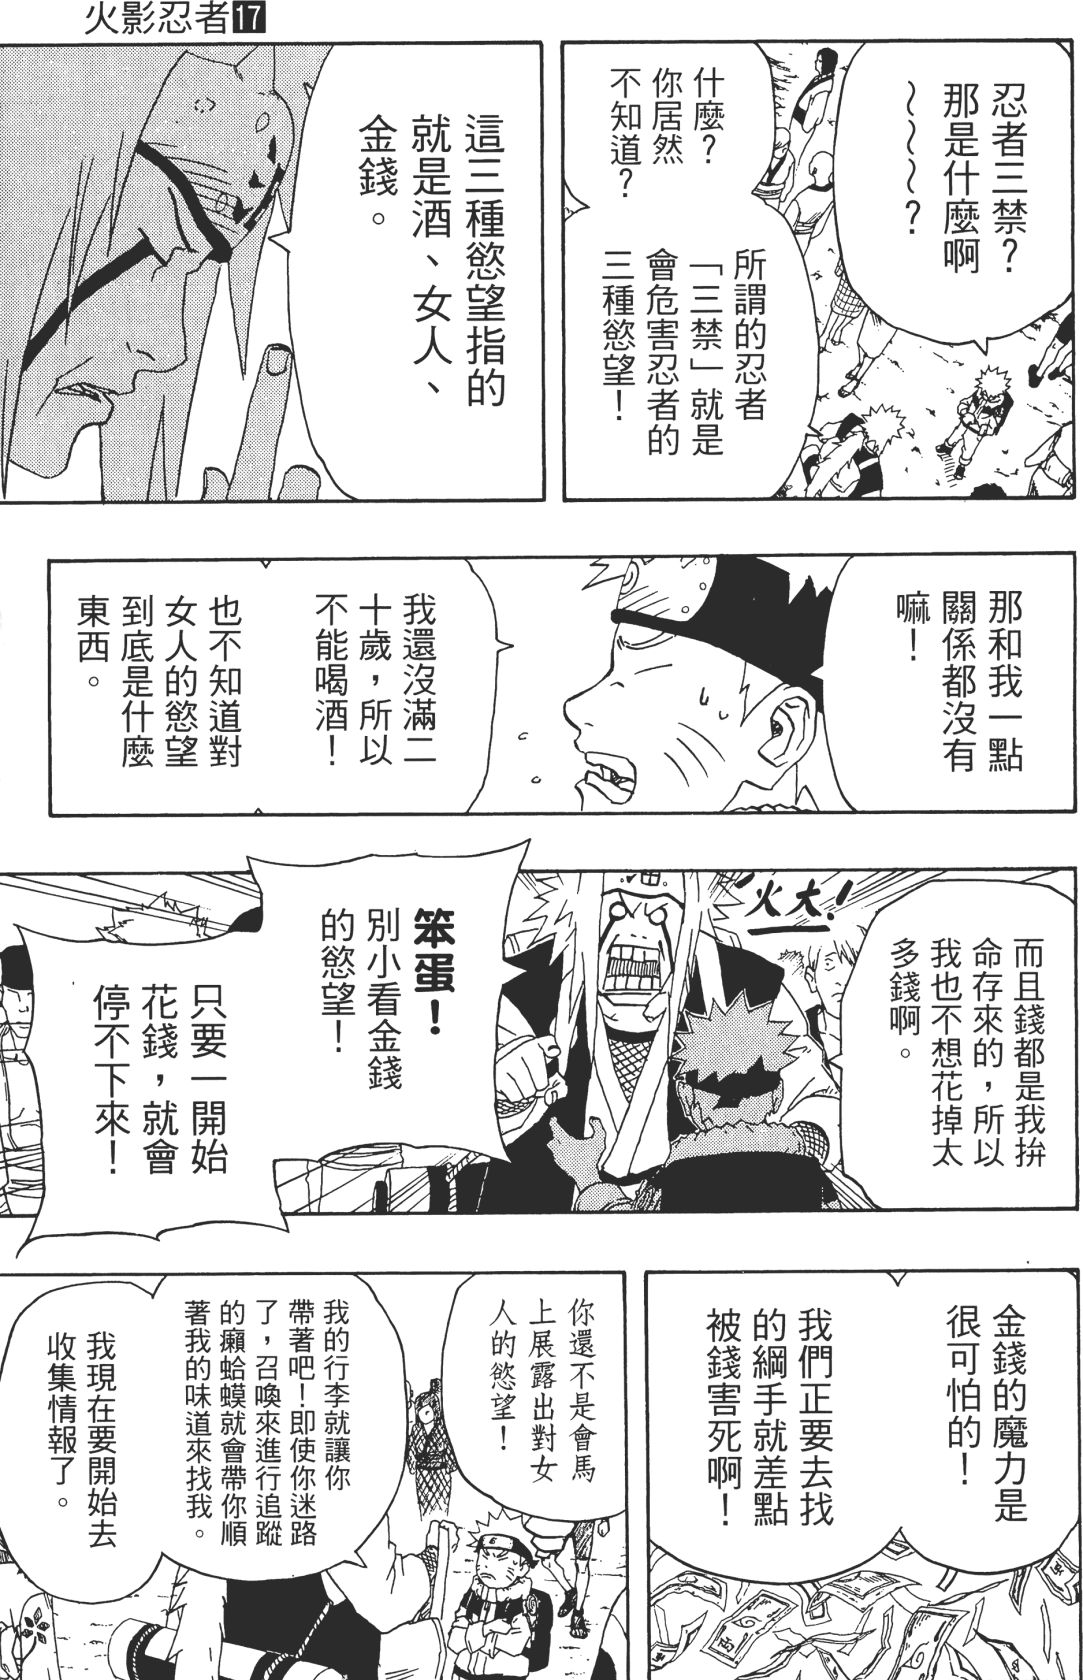 火影忍者17
忍者三禁？
那是什麼啊
～～～～？
什麼？
你居然
不知道？
所謂的忍者
「三禁」就是
會危害忍者的
三種慾望！
這三種慾望指的
就是酒、女人、
金錢。
那和我一點
關係都沒有
嘛！
我還沒滿二
十歲，所以
不能喝酒！
也不知道對
女人的慾望
到底是什麼
東西。
而且錢都是我拚
命存來的，所以
我也不想花掉太
多錢啊。
火大！
笨蛋！
別小看金錢
的慾望！
只要一開始
花錢，就會
停不下來！
金錢的魔力是
很可怕的！
我們正要去找
的綱手就差點
被錢害死啊！
你還不是會馬
上展露出對女
人的慾望！
我的行李就讓你
帶著吧！即使你迷路
了，召喚來進行追蹤
的癩蛤蟆就會帶你順
著我的味道來找我。
我現在要開始去
收集情報了。